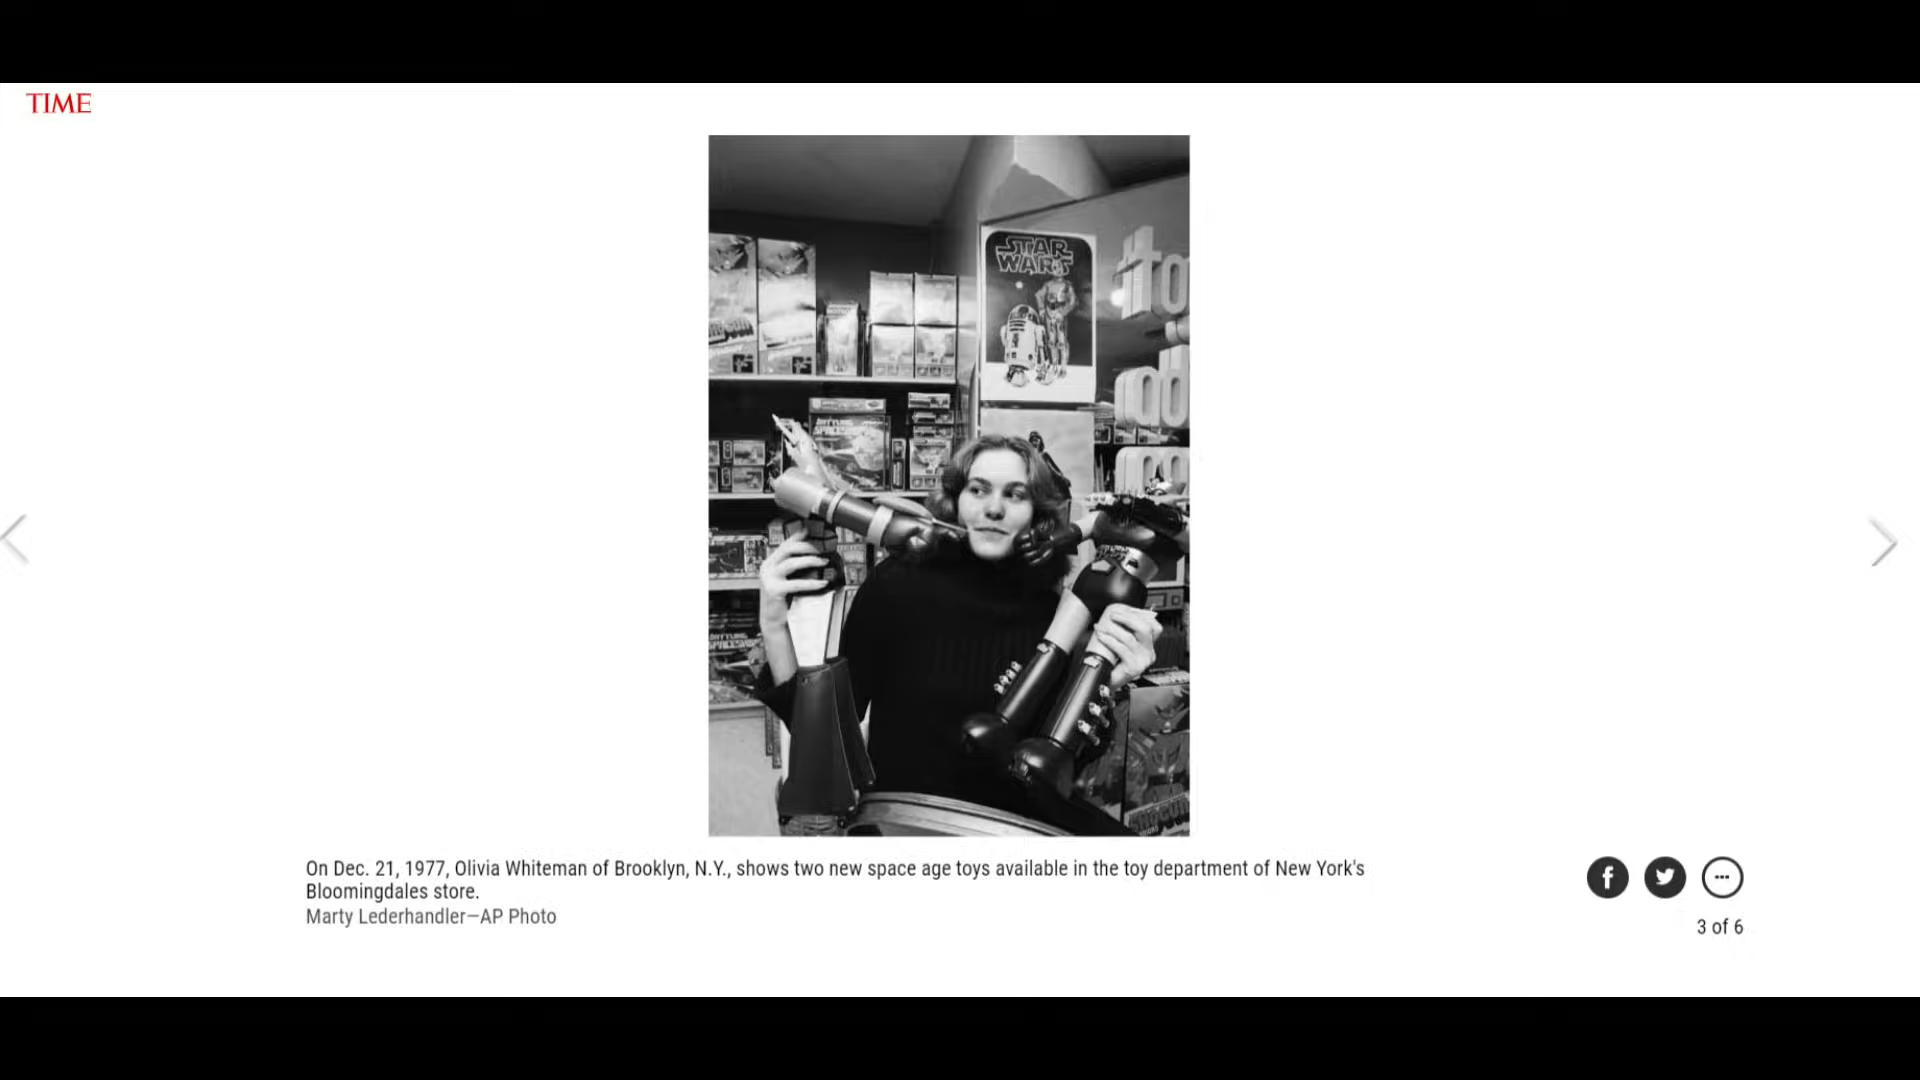 TIME
STAR
WARS
to
On Dec. 21, 1977, Olivia Whiteman of Brooklyn, N.Y., shows two new space age toys available in the toy department of New York's
Bloomingdales store.
Marty Lederhandler—AP Photo
3 of 6